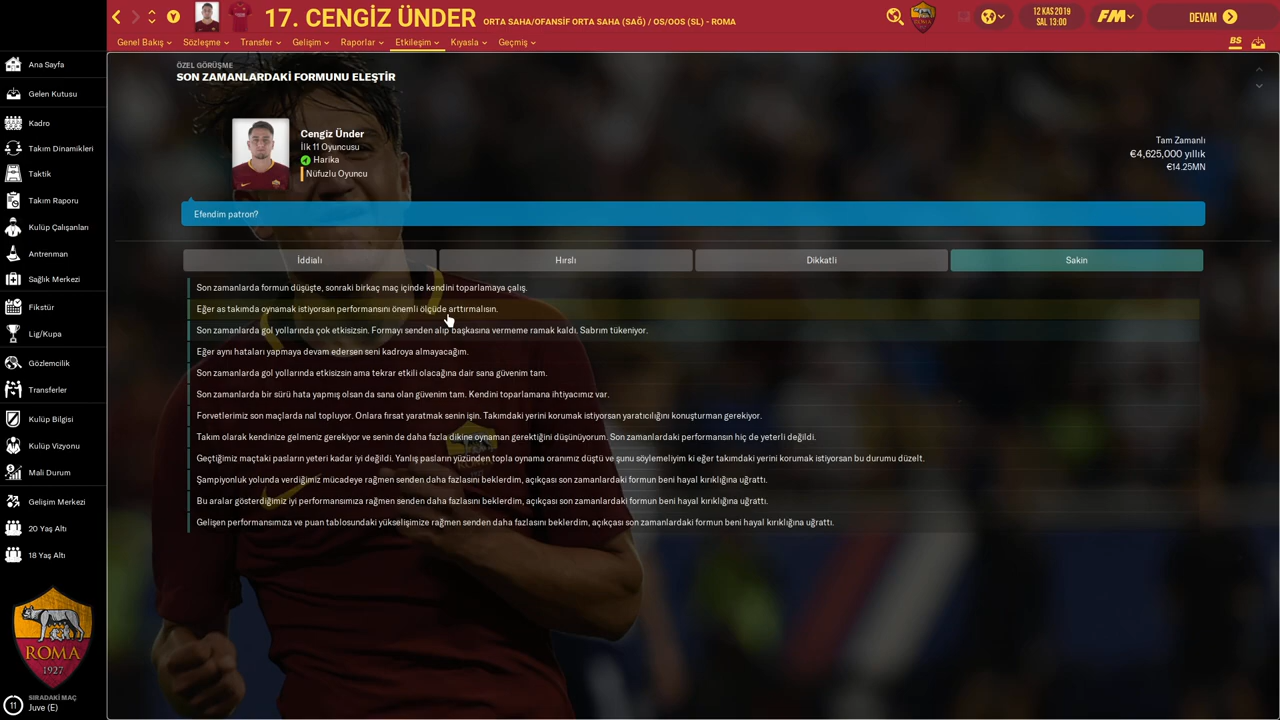 17. CENGİZ ÜNDER ORTA SAHA/OFANSİF ORTA SAHA (SAĞ) / OS/OOS (SL) - ROMA
12 KAS 2019
SAL 13:00
FM
DEVAM
Genel Bakış Sözleşme Transfer Gelişim Raporlar Etkileşim Kıyasla Geçmiş
BS
Ana Sayfa
Gelen Kutusu
Kadro
Takım Dinamikleri
Taktik
Takım Raporu
Kulüp Çalışanları
Antrenman
Sağlık Merkezi
Fikstür
Lig/Kupa
Gözlemcilik
Transferler
Kulüp Bilgisi
Kulüp Vizyonu
Mali Durum
Gelişim Merkezi
20 Yaş Altı
18 Yaş Altı
ROMA
1927
11
SIRADAKİ MAÇ
Juve (E)
ÖZEL GÖRÜŞME
SON ZAMANLARDAKİ FORMUNU ELEŞTİR
Cengiz Ünder
İlk 11 Oyuncusu
Harika
Nüfuzlu Oyuncu
Tam Zamanlı
€4,625,000 yıllık
€14.25MN
Efendim patron?
İddialı Hırslı Dikkatli Sakin
Son zamanlarda formun düşüşte, sonraki birkaç maç içinde kendini toparlamaya çalış.
Eğer as takımda oynamak istiyorsan performansını önemli ölçüde arttırmalısın.
Son zamanlarda gol yollarında çok etkisizsin. Formayı senden alıp başkasına vermeme ramak kaldı. Sabrım tükeniyor.
Eğer aynı hataları yapmaya devam edersen seni kadroya almayacağım.
Son zamanlarda gol yollarında etkisizsin ama tekrar etkili olacağına dair sana güvenim tam.
Son zamanlarda bir sürü hata yapmış olsan da sana olan güvenim tam. Kendini toparlamana ihtiyacımız var.
Forvetlerimiz son maçlarda nal topluyor. Onlara fırsat yaratmak senin işin. Takımdaki yerini korumak istiyorsan yaratıcılığını konuşturman gerekiyor.
Takım olarak kendinize gelmeniz gerekiyor ve senin de daha fazla dikine oynaman gerektiğini düşünüyorum. Son zamanlardaki performansın hiç de yeterli değildi.
Geçtiğimiz maçtaki pasların yeteri kadar iyi değildi. Yanlış pasların yüzünden topla oynama oranımız düştü ve şunu söylemeliyim ki eğer takımdaki yerini korumak istiyorsan bu durumu düzelt.
Şampiyonluk yolunda verdiğimiz mücadeye rağmen senden daha fazlasını beklerdim, açıkçası son zamanlardaki formun beni hayal kırıklığına uğrattı.
Bu aralar gösterdiğimiz iyi performansımıza rağmen senden daha fazlasını beklerdim, açıkçası son zamanlardaki formun beni hayal kırıklığına uğrattı.
Gelişen performansımıza ve puan tablosundaki yükselişimize rağmen senden daha fazlasını beklerdim, açıkçası son zamanlardaki formun beni hayal kırıklığına uğrattı.